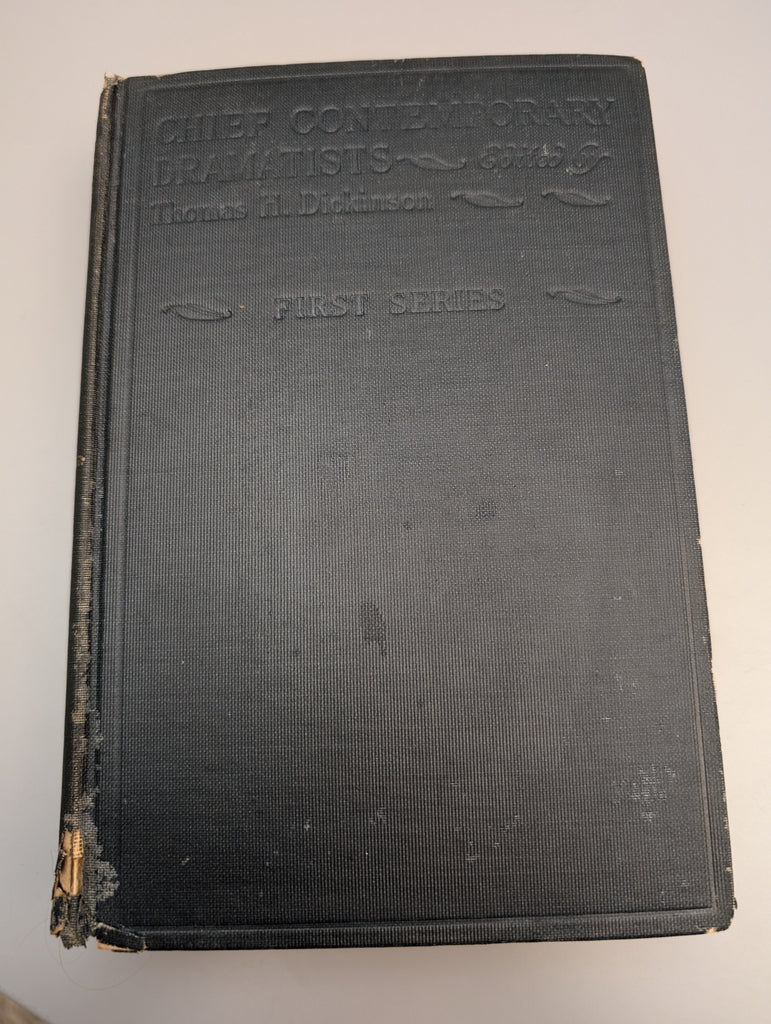 CHIEF CONTEMPORARY
DRAMATISTS Edited By
Thomas H. Dickinson
FIRST SERIES